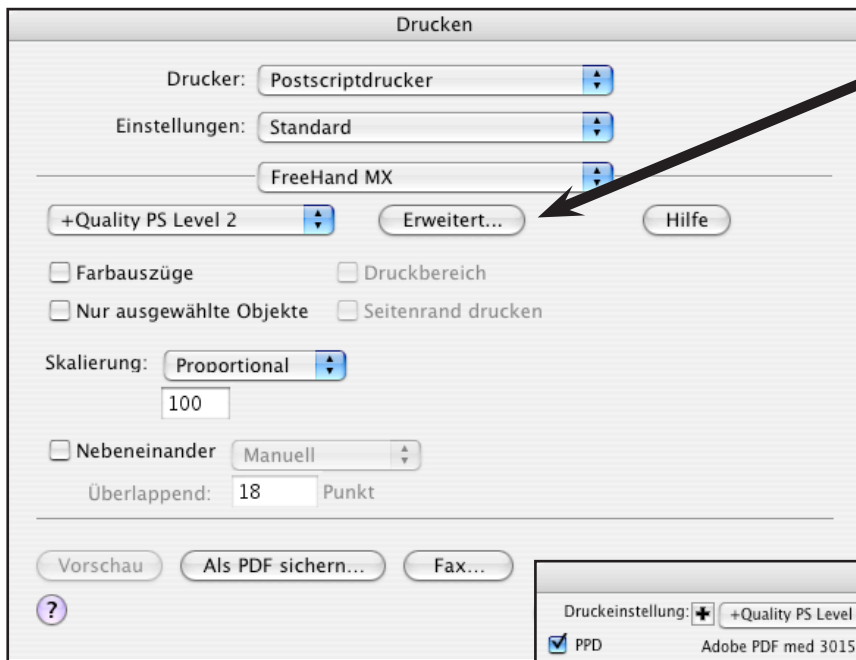 Drucken
Drucker: Postscriptdrucker
Einstellungen: Standard
FreeHand MX
+Quality PS Level 2 Erweitert... Hilfe
Farbauszüge Druckbereich
Nur ausgewählte Objekte Seitenrand drucken
Skalierung: Proportional
100
Nebeneinander Manuell
Überlappend: 18 Punkt
Vorschau Als PDF sichern... Fax...
?
Druckeinstellung: + +Quality PS Level
PPD Adobe PDF med 3015